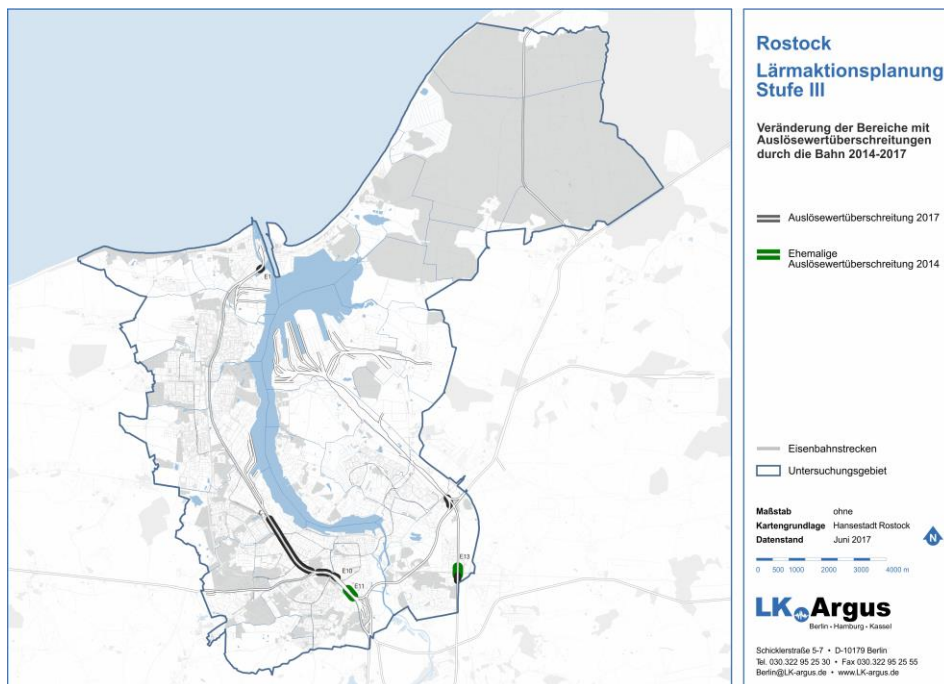 Rostock
Lärmaktionsplanung
Stufe III
Veränderung der Bereiche mit
Auslösewertüberschreitungen
durch die Bahn 2014-2017
Auslösewertüberschreitung 2017
Ehemalige
Auslösewertüberschreitung 2014
Eisenbahnstrecken
Untersuchungsgebiet
Maßstab ohne
Kartengrundlage Hansestadt Rostock
Datenstand Juni 2017
N
0 500 1000 2000 3000 4000 m
LK Argus
Berlin • Hamburg • Kassel
Schicklerstraße 5-7 • D-10179 Berlin
Tel. 030.322 95 25 30 • Fax 030.322 95 25 55
Berlin@LK-argus.de • www.LK-argus.de
E1
E13
E10
E11